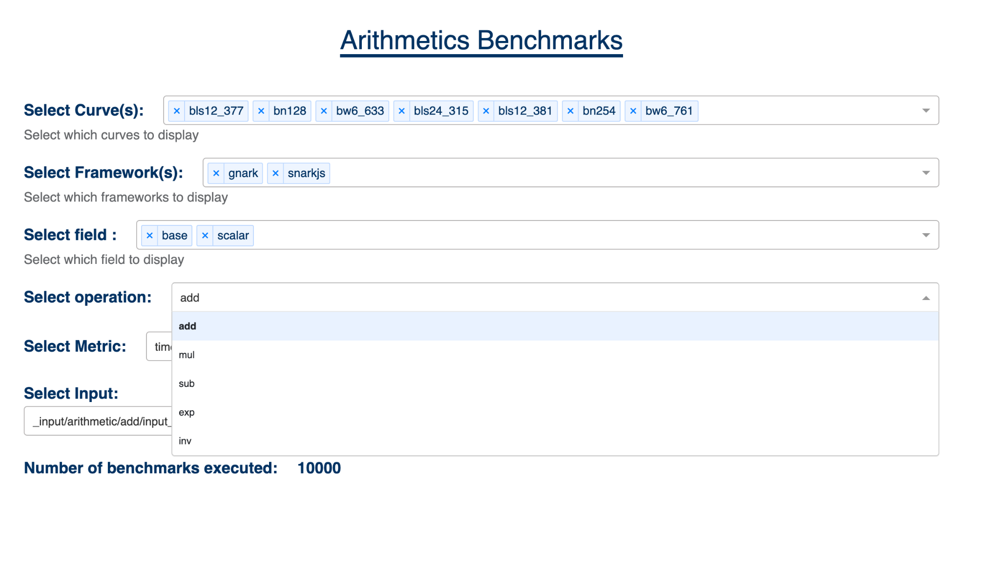 Arithmetics Benchmarks
Select Curve(s): × bls12_377 × bn128 × bw6_633 × bls24_315 × bls12_381 × bn254 × bw6_761
Select which curves to display
Select Framework(s): × gnark × snarkjs
Select which frameworks to display
Select field : × base × scalar
Select which field to display
Select operation: add
add
Select Metric:
mul
sub
Select Input:
exp
_input/arithmetic/add/input_
inv
Number of benchmarks executed: 10000